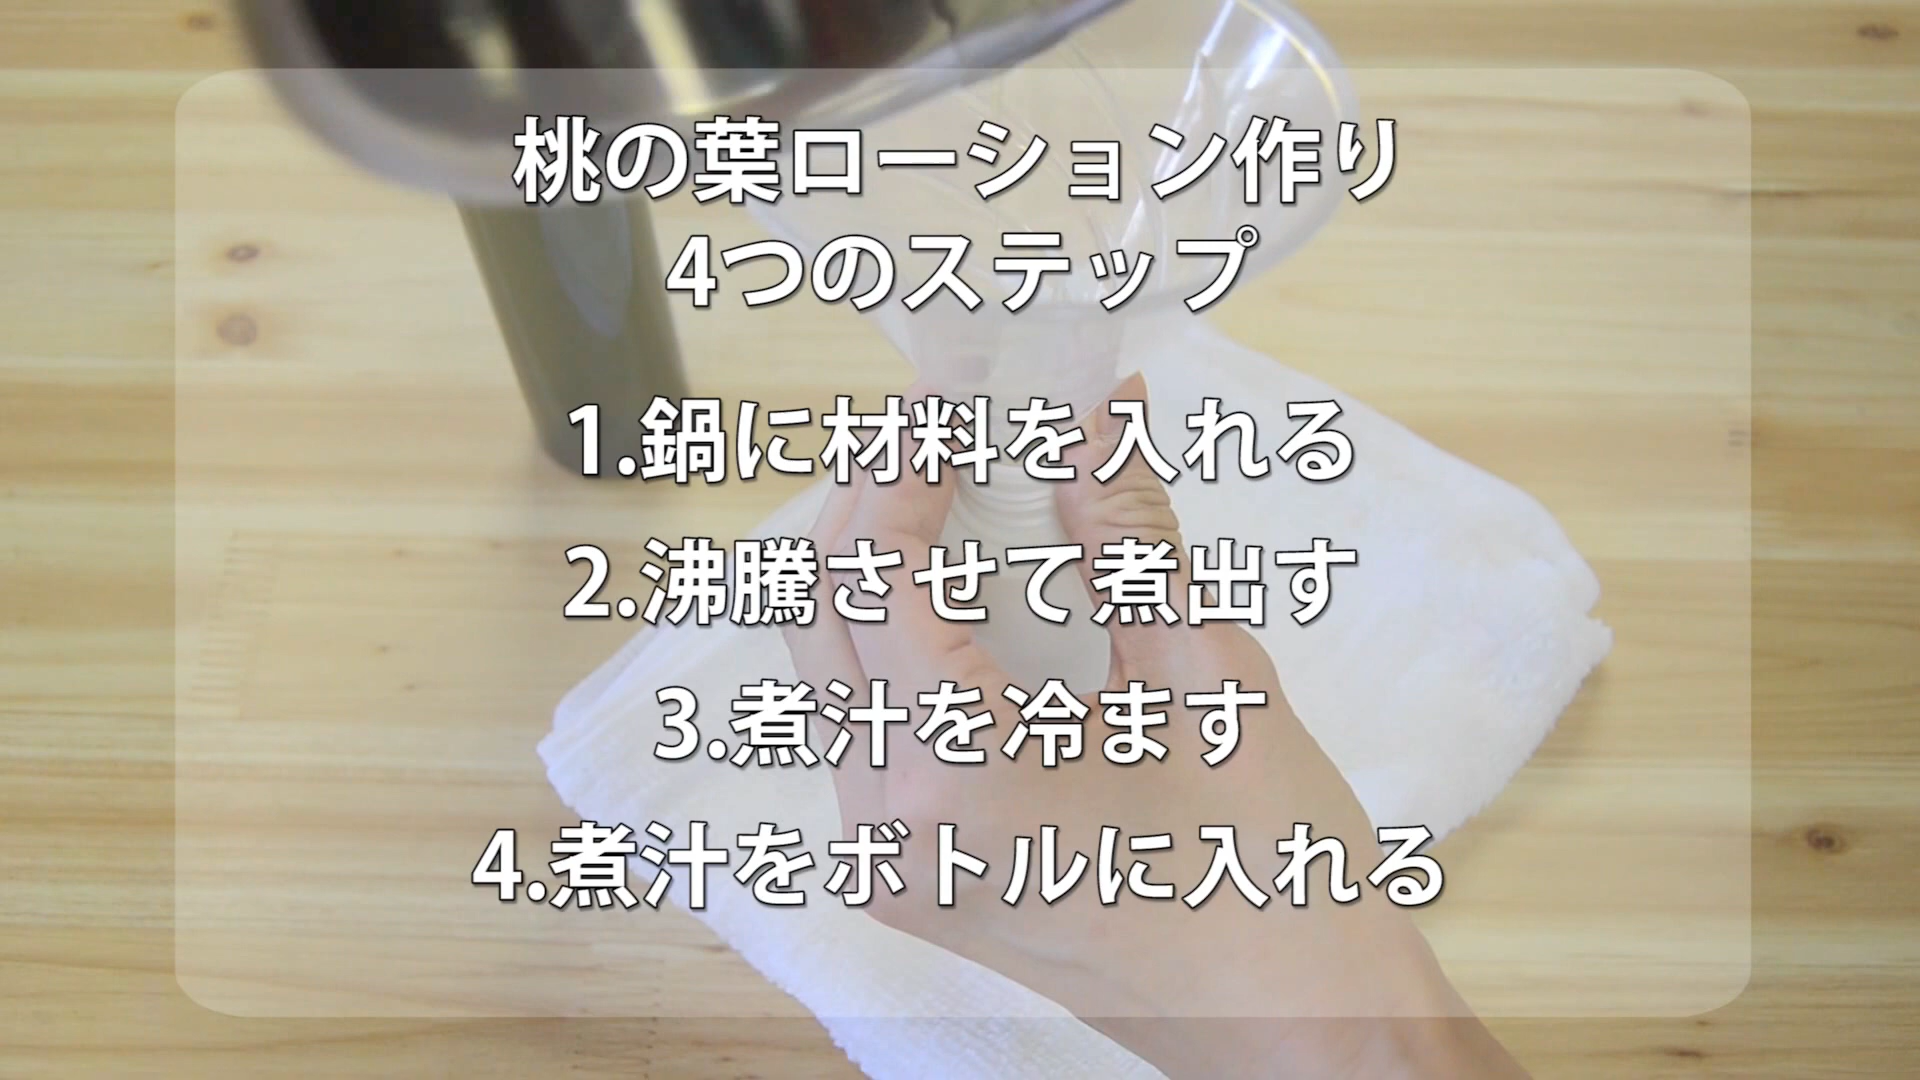 桃の葉ローション作り
4つのステップ
1.鍋に材料を入れる
2.沸騰させて煮出す
3.煮汁を冷ます
4.煮汁をボトルに入れる